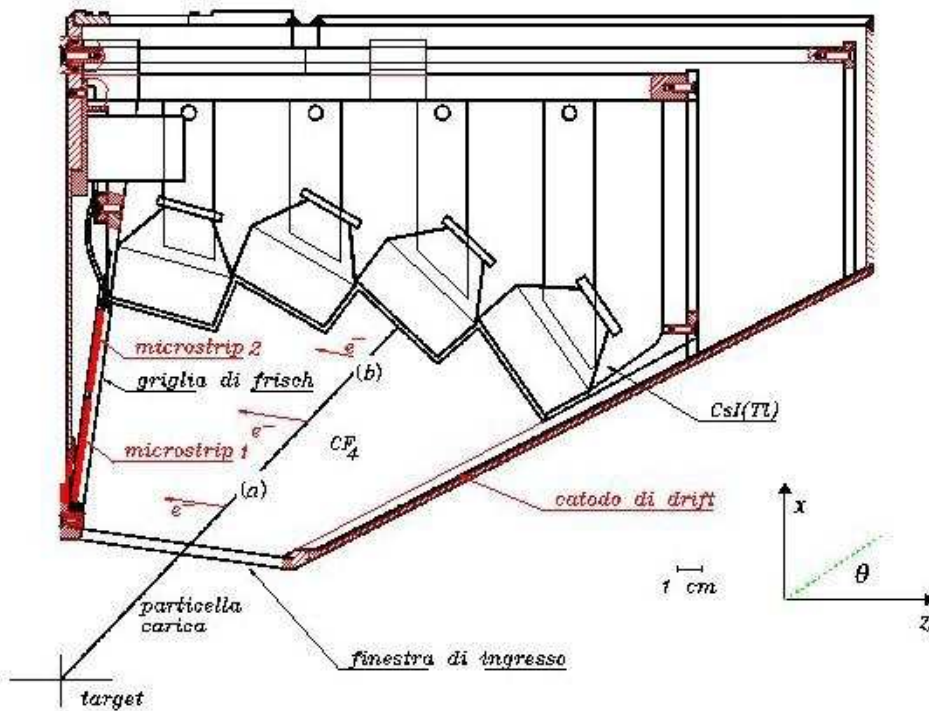 microstrip 2
e⁻
(b)
griglia di frisch
CsI(Tl)
e⁻
CF₄
microstrip 1
(a)
catodo di drift
e⁻
x
θ
1 cm
z
particella
carica
finestra di ingresso
target